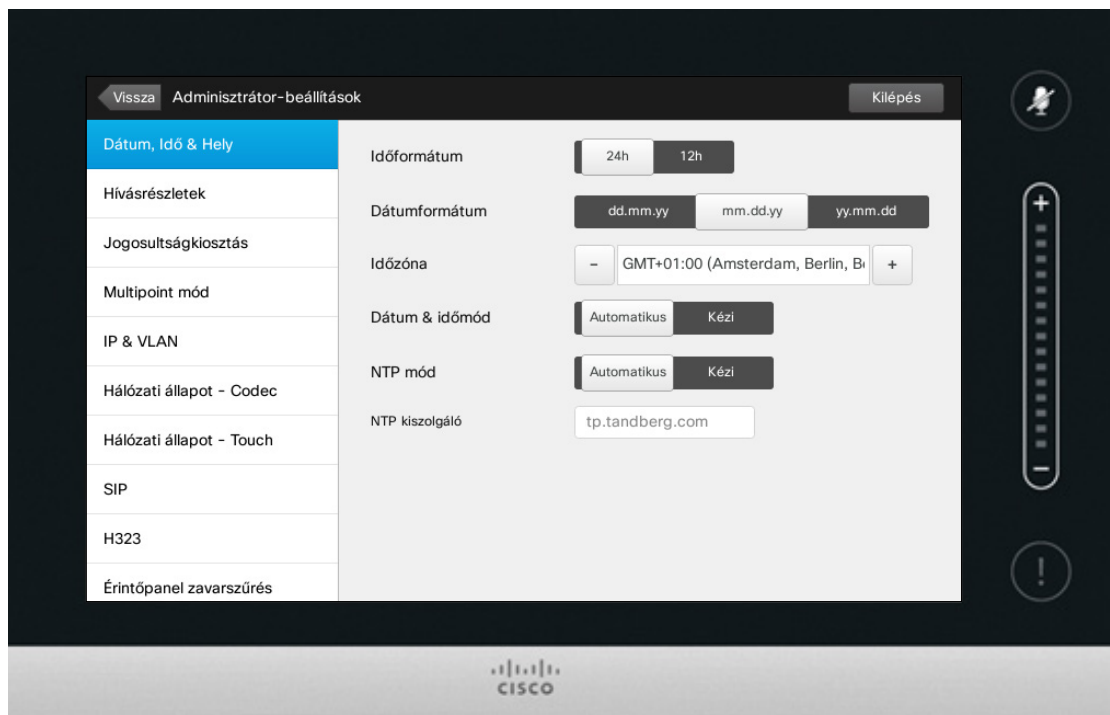 Vissza Adminisztrátor-beállítások Kilépés
Dátum, Idő & Hely
Hívásrészletek
Jogosultságkiosztás
Multipoint mód
IP & VLAN
Hálózati állapot - Codec
Hálózati állapot - Touch
SIP
H323
Érintőpanel zavarszűrés
Időformátum 24h 12h
Dátumformátum dd.mm.yy mm.dd.yy yy.mm.dd
Időzóna - GMT+01:00 (Amsterdam, Berlin, +
Dátum & időmód Automatikus Kézi
NTP mód Automatikus Kézi
NTP kiszolgáló tp.tandberg.com
+
-
!
CISCO